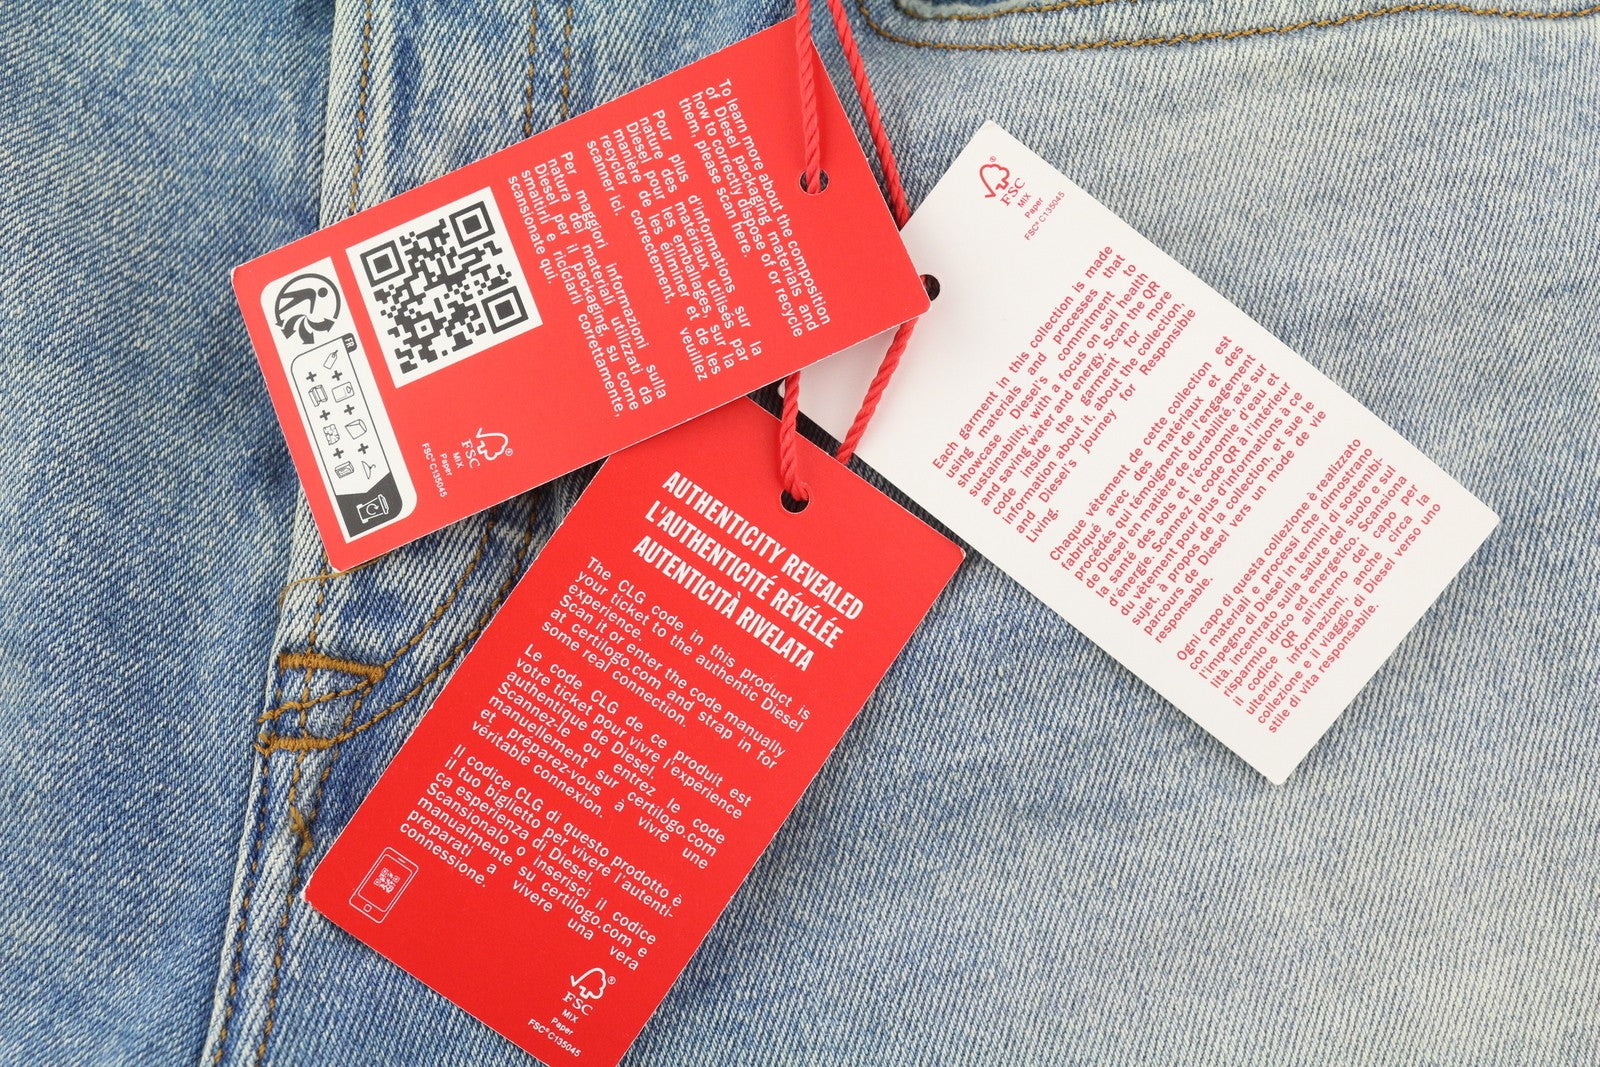 To learn more about the composition
of Diesel packaging materials and
how to correctly dispose of or recycle
them, please scan here.
Pour plus d'informations sur la
nature des matériaux utilisés par
Diesel pour les emballages, sur la
manière de les éliminer et de les
recycler correctement, veuillez
scanner ici.
Per maggiori informazioni sulla
natura dei materiali utilizzati da
Diesel per il packaging, su come
smaltirli e riciclarli correttamente,
scansionate qui.
FR
FSC®
MIX
Paper
FSC® C135045
AUTHENTICITY REVEALED
L'AUTHENTICITÉ RÉVÉLÉE
AUTENTICITÀ RIVELATA
The CLG code in this product is
your ticket to the authentic Diesel
experience.
Scan it or enter the code manually
at certilogo.com and strap in for
some real connection.
Le code CLG de ce produit est
votre ticket pour vivre l'expérience
authentique de Diesel.
Scannez-le ou entrez le code
manuellement sur certilogo.com
et préparez-vous à vivre une
véritable connexion.
Il codice CLG di questo prodotto è
il tuo biglietto per vivere l'autenti-
ca esperienza di Diesel.
Scansionalo o inserisci il codice
manualmente su certilogo.com e
preparati a vivere una vera
connessione.
FSC®
MIX
Paper
FSC® C135045
FSC®
MIX
Paper
FSC® C135045
Each garment in this collection is made
using materials and processes that
showcase Diesel's commitment to
sustainability, with a focus on soil health
and saving water and energy. Scan the QR
code inside the garment for more
information about it, about the collection,
and Diesel's journey for Responsible
Living.
Chaque vêtement de cette collection est
fabriqué avec des matériaux et des
procédés qui témoignent de l'engagement
de Diesel en matière de durabilité, axé sur
la santé des sols et l'économie d'eau et
d'énergie. Scannez le code QR à l'intérieur
du vêtement pour plus d'informations à ce
sujet, à propos de la collection, et sue le
parcours de Diesel vers un mode de vie
responsable.
Ogni capo di questa collezione è realizzato
con materiali e processi che dimostrano
l'impegno di Diesel in termini di sostenibi-
lità, incentrato sulla salute del suolo e sul
risparmio idrico ed energetico. Scansiona
il codice QR all'interno del capo per
ulteriori informazioni, anche circa la
collezione e il viaggio di Diesel verso uno
stile di vita responsabile.